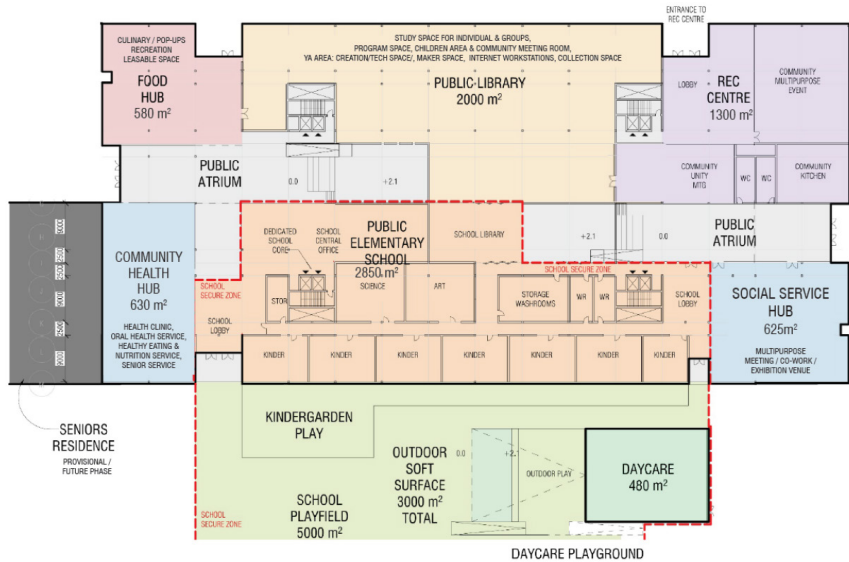 ENTRANCE TO
REC CENTRE
CULINARY / POP-UPS
RECREATION
LEASABLE SPACE
FOOD
HUB
580 m²
STUDY SPACE FOR INDIVIDUAL & GROUPS,
PROGRAM SPACE, CHILDREN AREA & COMMUNITY MEETING ROOM,
YA AREA: CREATION/TECH SPACE/, MAKER SPACE, INTERNET WORKSTATIONS, COLLECTION SPACE
PUBLIC LIBRARY
2000 m²
LOBBY
REC
CENTRE
1300 m²
COMMUNITY
MULTIPURPOSE
EVENT
PUBLIC
ATRIUM
0.0
+2.1
COMMUNITY
UNITY
MTG
WC
WC
COMMUNITY
KITCHEN
DEDICATED
SCHOOL
CORE
SCHOOL
CENTRAL
OFFICE
PUBLIC
ELEMENTARY
SCHOOL
2850 m²
SCHOOL LIBRARY
+2.1
0.0
PUBLIC
ATRIUM
6000
2500
2500
6000
2500
6000
COMMUNITY
HEALTH
HUB
630 m²
HEALTH CLINIC,
ORAL HEALTH SERVICE,
HEALTHY EATING &
NUTRITION SERVICE,
SENIOR SERVICE
SCHOOL
SECURE ZONE
SCHOOL
LOBBY
STOR
SCIENCE
ART
STORAGE
WASHROOMS
WR
WR
SCHOOL SECURE ZONE
SCHOOL
LOBBY
SOCIAL SERVICE
HUB
625m²
MULTIPURPOSE
MEETING / CO-WORK /
EXHIBITION VENUE
KINDER
KINDER
KINDER
KINDER
KINDER
KINDER
KINDER
SENIORS
RESIDENCE
PROVISIONAL /
FUTURE PHASE
KINDERGARDEN
PLAY
SCHOOL
SECURE ZONE
SCHOOL
PLAYFIELD
5000 m²
OUTDOOR
SOFT
SURFACE
3000 m²
TOTAL
0.0
+2.1
OUTDOOR PLAY
DAYCARE
480 m²
DAYCARE PLAYGROUND